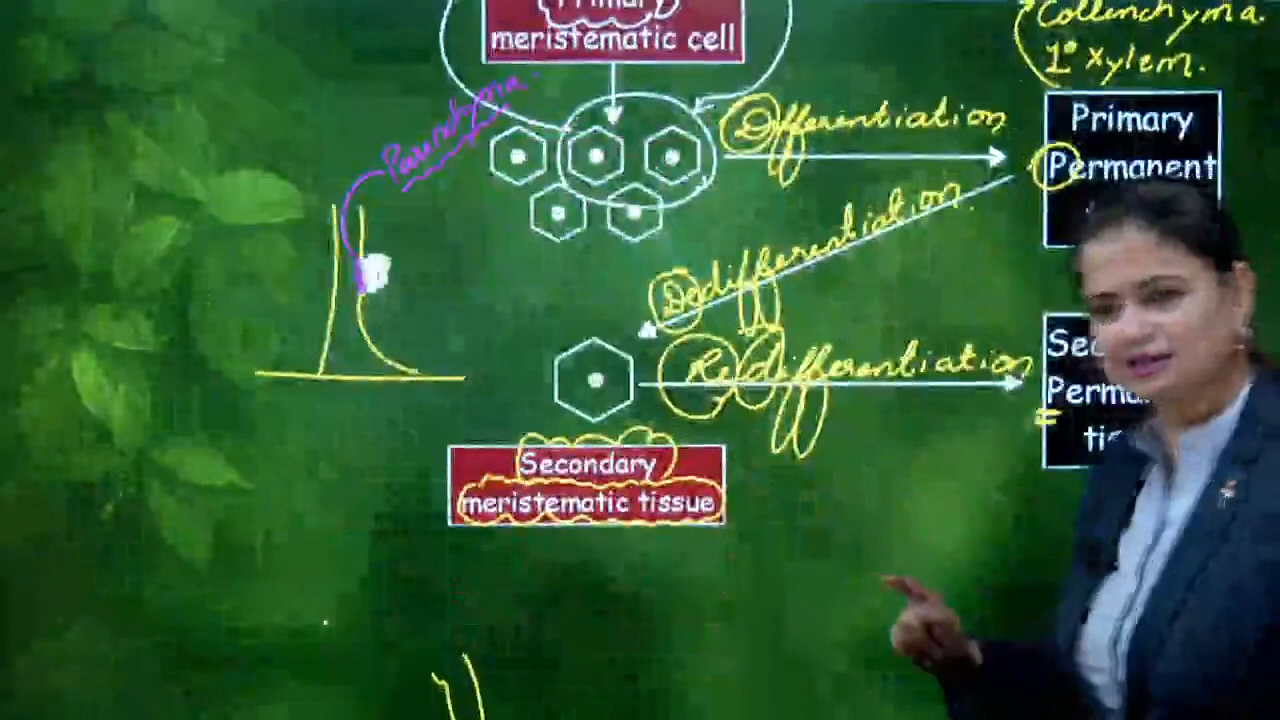 Primary
meristematic cell
Collenchyma.
1° Xylem.
Parenchyma.
Differentiation
Primary
Permanent
Dedifferentiation.
Redifferentiation
Secondary
meristematic tissue